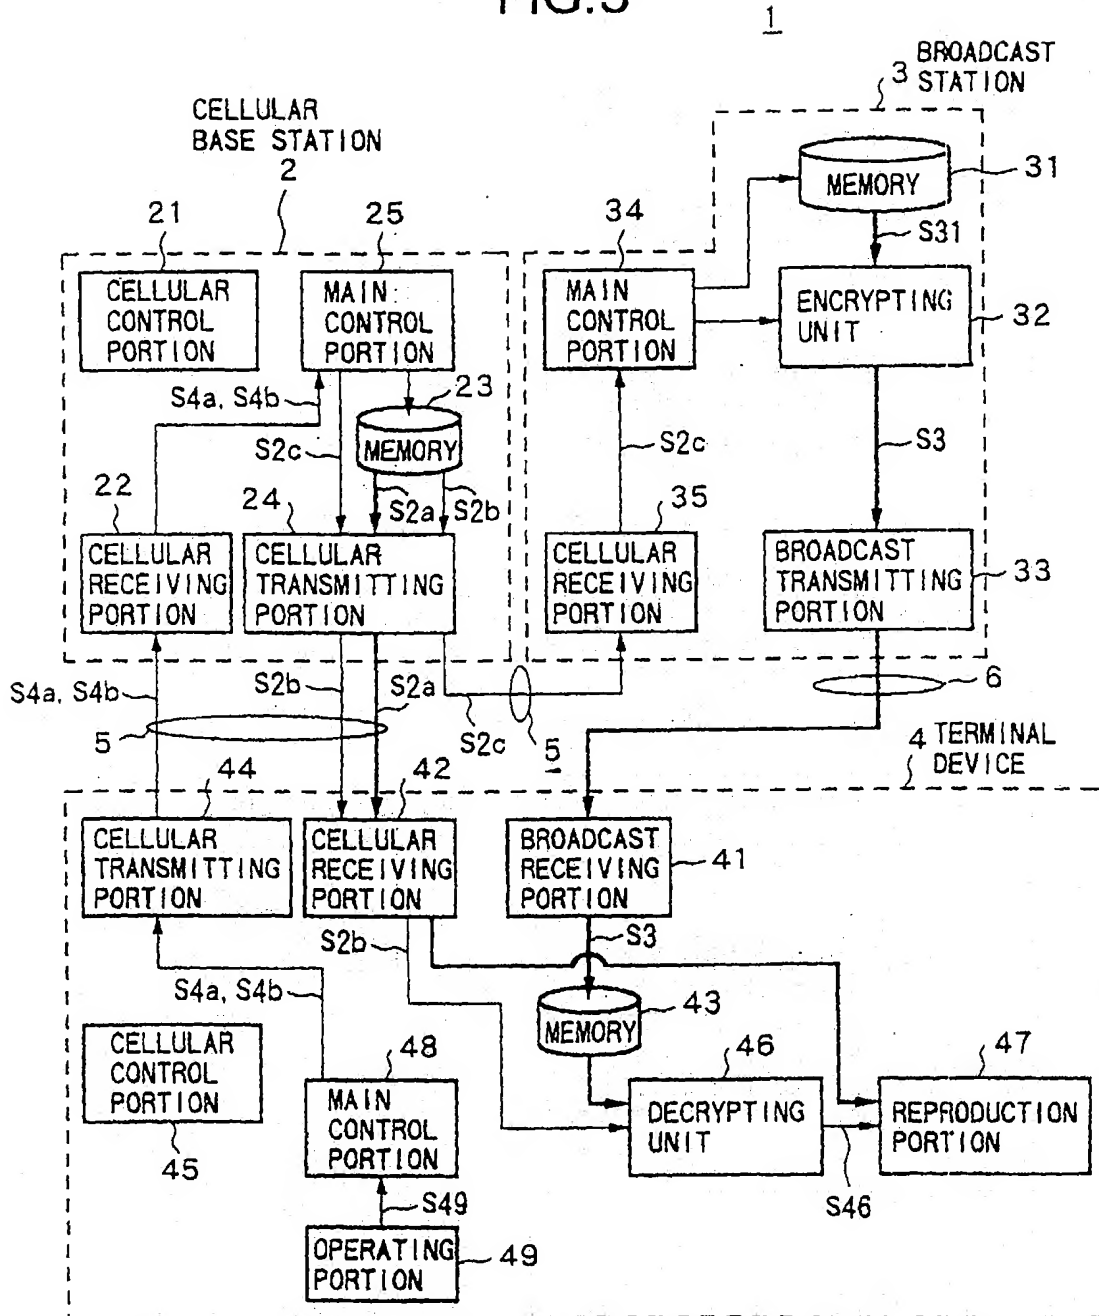 FIG.5
1
3 BROADCAST
STATION
CELLULAR
BASE STATION
2
MEMORY
31
21
25
34
S31
CELLULAR
CONTROL
PORTION
MAIN
CONTROL
PORTION
MAIN
CONTROL
PORTION
ENCRYPTING
UNIT
32
S4a, S4b
23
S2c
MEMORY
S2c
S3
22
24
S2a
S2b
35
CELLULAR
RECEIVING
PORTION
CELLULAR
TRANSMITTING
PORTION
CELLULAR
RECEIVING
PORTION
BROADCAST
TRANSMITTING
PORTION
33
S4a, S4b
S2b
S2a
6
5
S2c
5
4 TERMINAL
DEVICE
44
42
CELLULAR
TRANSMITTING
PORTION
CELLULAR
RECEIVING
PORTION
BROADCAST
RECEIVING
PORTION
41
S2b
S3
S4a, S4b
43
MEMORY
CELLULAR
CONTROL
PORTION
48
46
47
MAIN
CONTROL
PORTION
DECRYPTING
UNIT
REPRODUCTION
PORTION
45
S49
S46
OPERATING
PORTION
49